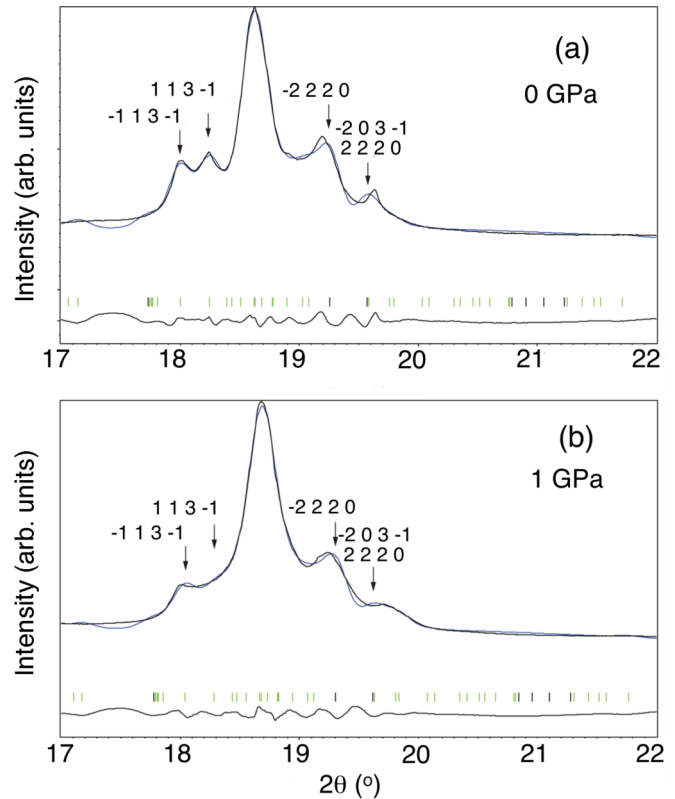 (a)
0 GPa
1 1 3 -1
-1 1 3 -1
-2 2 2 0
-2 0 3 -1
2 2 2 0
Intensity (arb. units)
17 18 19 20 21 22
(b)
1 GPa
1 1 3 -1
-1 1 3 -1
-2 2 2 0
-2 0 3 -1
2 2 2 0
Intensity (arb. units)
17 18 19 20 21 22
2θ (º)